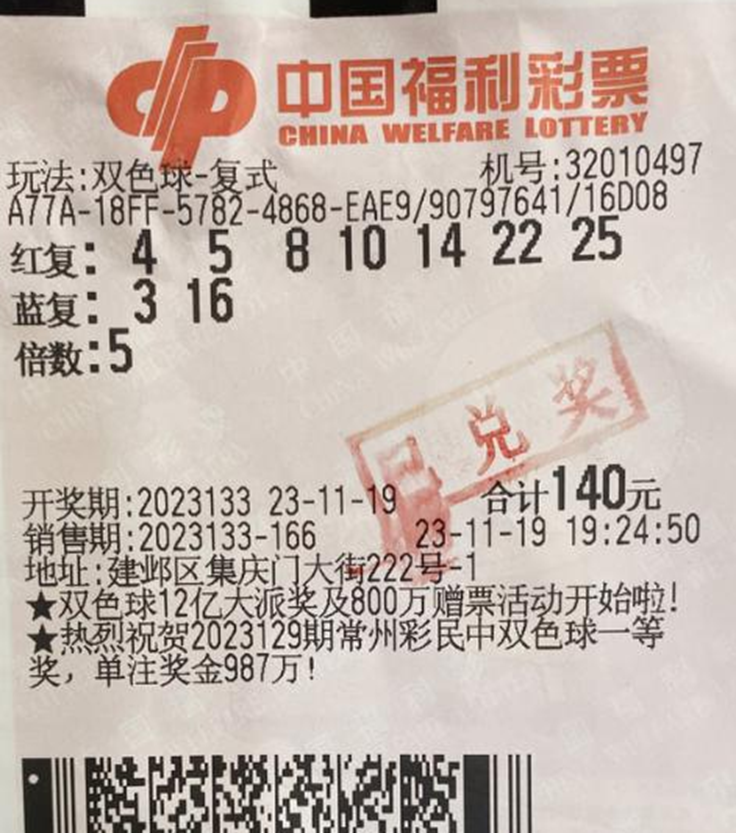 中国福利彩票
CHINA WELFARE LOTTERY
玩法:双色球-复式 机号:32010497
A77A-18FF-5782-4868-EAE9/90797641/16D08
红复: 4 5 8 10 14 22 25
蓝复: 3 16
倍数:5
已兑奖
开奖期:2023133 23-11-19 合计140元
销售期:2023133-166 23-11-19 19:24:50
地址:建邺区集庆门大街222号-1
★双色球12亿大派奖及800万赠票活动开始啦!
★热烈祝贺2023129期常州彩民中双色球一等
奖, 单注奖金987万!